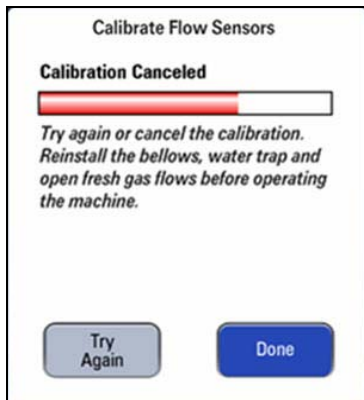 Calibrate Flow Sensors
Calibration Canceled
Try again or cancel the calibration.
Reinstall the bellows, water trap and
open fresh gas flows before operating
the machine.
Try
Again
Done